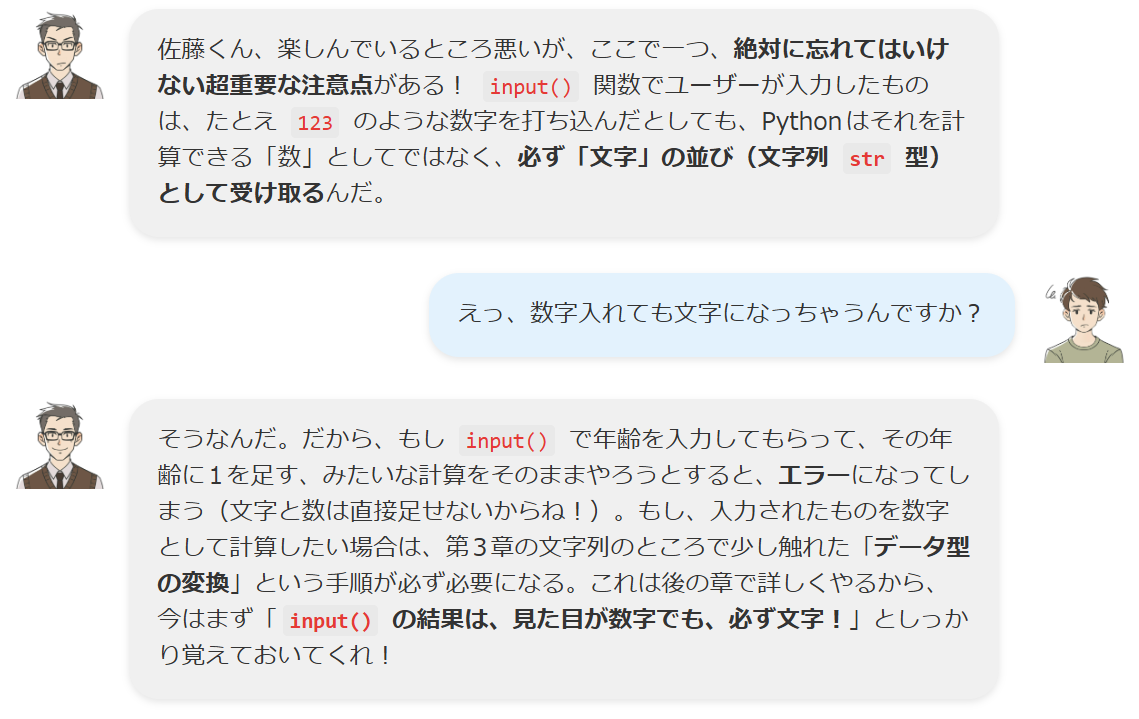 佐藤くん、楽しんでいるところ悪いが、ここで一つ、絶対に忘れてはいけ
ない超重要な注意点がある！ input() 関数でユーザーが入力したもの
は、たとえ 123 のような数字を打ち込んだとしても、Pythonはそれを計
算できる「数」としてではなく、必ず「文字」の並び（文字列 str 型）
として受け取るんだ。
えっ、数字入れても文字になっちゃうんですか？
そうなんだ。だから、もし input() で年齢を入力してもらって、その年
齢に１を足す、みたいな計算をそのままやろうとすると、エラーになってし
まう（文字と数は直接足せないからね！）。もし、入力されたものを数字
として計算したい場合は、第３章の文字列のところで少し触れた「データ型
の変換」という手順が必ず必要になる。これは後の章で詳しくやるから、
今はまず「 input() の結果は、見た目が数字でも、必ず文字！」としっか
り覚えておいてくれ！